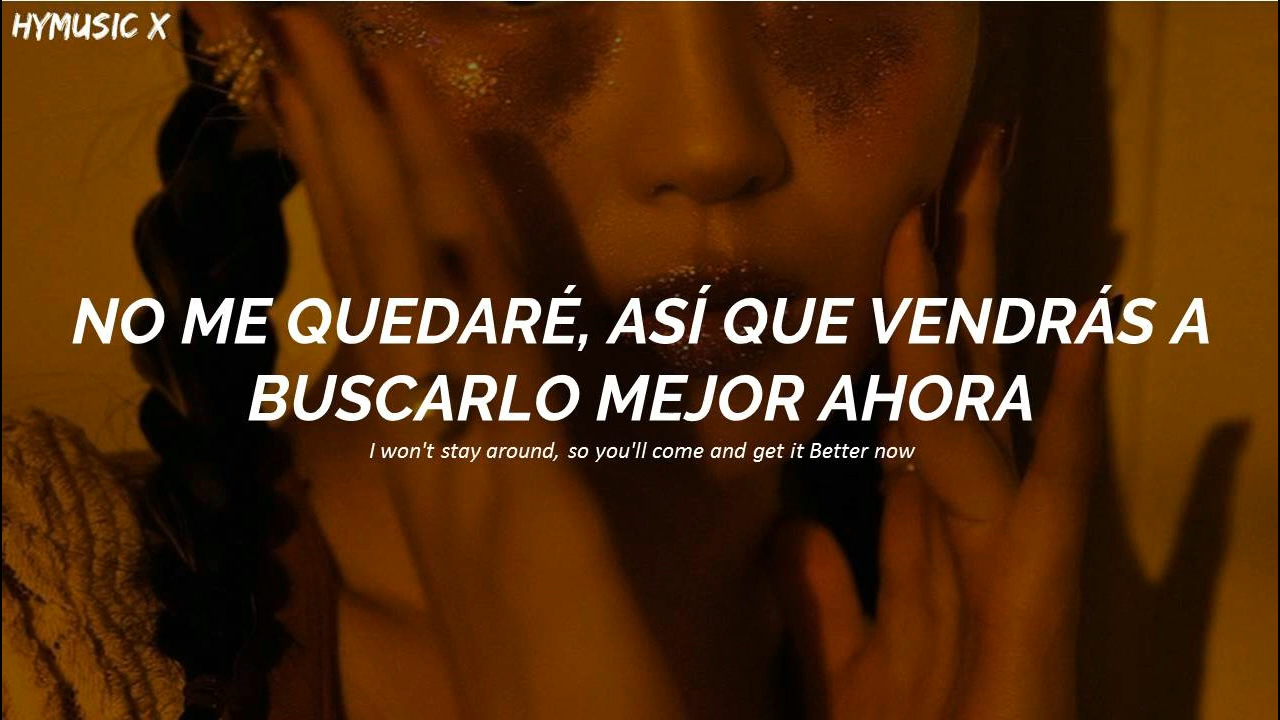 HYMUSIC X
NO ME QUEDARÉ, ASÍ QUE VENDRÁS A
BUSCARLO MEJOR AHORA
I won't stay around, so you'll come and get it Better now